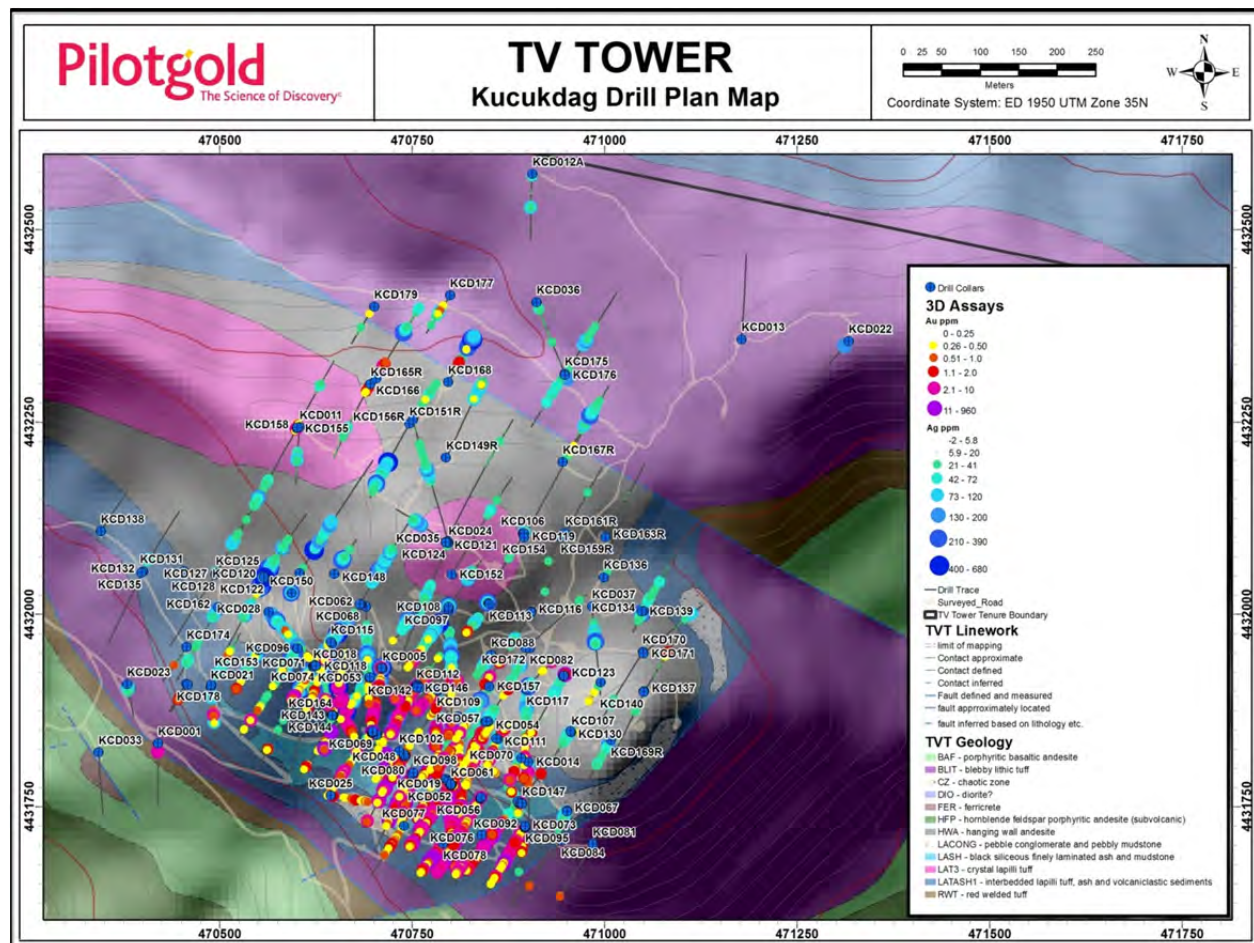 Pilotgold
The Science of Discovery
TV TOWER
Kucukdag Drill Plan Map
0 25 50 100 150 200 250
Meters
Coordinate System: ED 1950 UTM Zone 35N
N
W E
S
470500 470750 471000 471250 471500 471750
4432500 4432500
4432250 4432250
4432000 4432000
4431750 4431750
KCD012A
KCD177
KCD179
KCD036
KCD013
KCD022
KCD175
KCD176
KCD165R
KCD168
KCD166
KCD011
KCD156R
KCD151R
KCD158
KCD155
KCD149R
KCD167R
KCD138
KCD106
KCD161R
KCD024
KCD119
KCD163R
KCD035
KCD121
KCD154
KCD159R
KCD124
KCD131
KCD125
KCD136
KCD132
KCD127
KCD120
KCD135
KCD128
KCD150
KCD148
KCD152
KCD122
KCD162
KCD028
KCD062
KCD108
KCD037
KCD068
KCD097
KCD113
KCD116
KCD134
KCD139
KCD115
KCD174
KCD096
KCD018
KCD005
KCD088
KCD170
KCD153
KCD071
KCD118
KCD172
KCD082
KCD171
KCD023
KCD021
KCD074
KCD053
KCD112
KCD123
KCD178
KCD142
KCD146
KCD157
KCD137
KCD164
KCD109
KCD117
KCD140
KCD143
KCD057
KCD054
KCD107
KCD144
KCD130
KCD033
KCD001
KCD069
KCD102
KCD111
KCD169R
KCD048
KCD098
KCD070
KCD014
KCD080
KCD061
KCD025
KCD019
KCD052
KCD147
KCD077
KCD056
KCD067
KCD092
KCD073
KCD076
KCD095
KCD081
KCD078
KCD084
Drill Collars
3D Assays
Au ppm
0 - 0.25
0.26 - 0.50
0.51 - 1.0
1.1 - 2.0
2.1 - 10
11 - 960
Ag ppm
-2 - 5.8
5.9 - 20
21 - 41
42 - 72
73 - 120
130 - 200
210 - 390
400 - 680
Drill Trace
Surveyed_Road
TV Tower Tenure Boundary
TVT Linework
limit of mapping
Contact approximate
Contact defined
Contact inferred
Fault defined and measured
fault approximately located
fault inferred based on lithology etc.
TVT Geology
BAF - porphyritic basaltic andesite
BLIT - blebby lithic tuff
CZ - chaotic zone
DIO - diorite?
FER - ferricrete
HFP - hornblende feldspar porphyritic andesite (subvolcanic)
HWA - hanging wall andesite
LACONG - pebble conglomerate and pebbly mudstone
LASH - black siliceous finely laminated ash and mudstone
LAT3 - crystal lapilli tuff
LATASH1 - interbedded lapilli tuff, ash and volcaniclastic sediments
RWT - red welded tuff
470500 470750 471000 471250 471500 471750